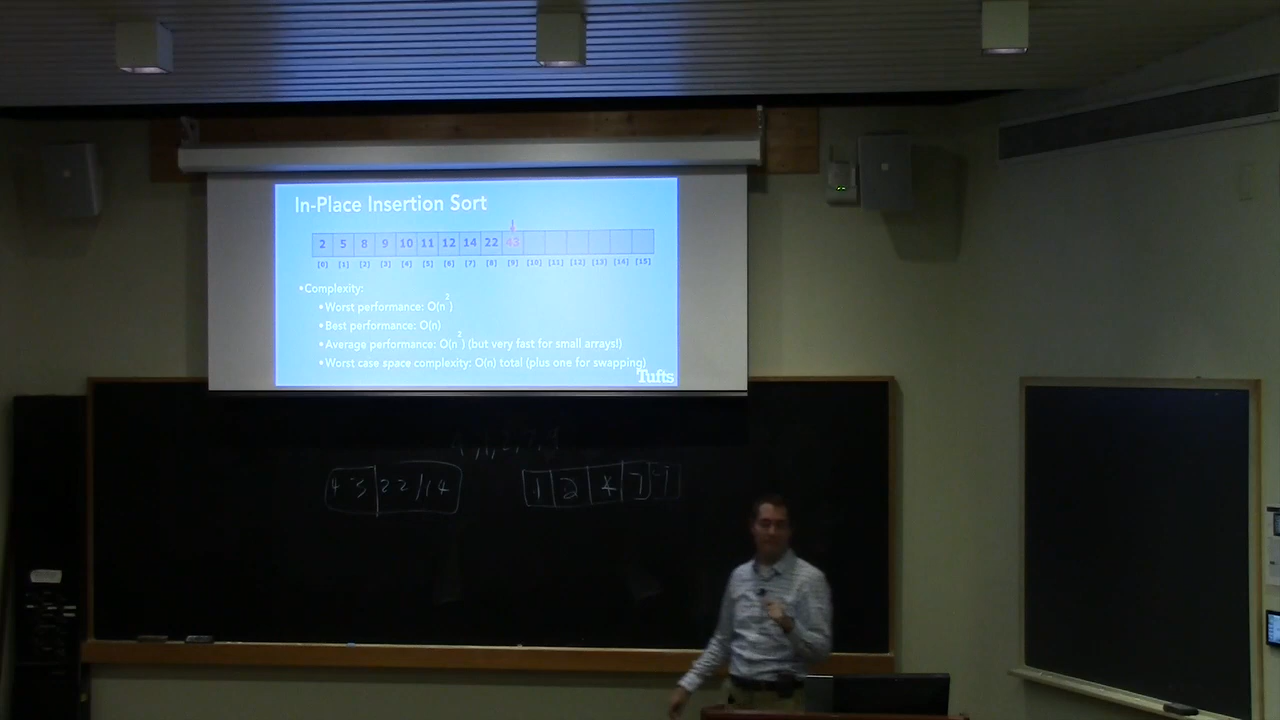 In-Place Insertion Sort
2 5 8 9 10 11 12 14 22 43
[0] [1] [2] [3] [4] [5] [6] [7] [8] [9] [10] [11] [12] [13] [14] [15]
•Complexity:
•Worst performance: O(n²)
•Best performance: O(n)
•Average performance: O(n²) (but very fast for small arrays!)
•Worst case space complexity: O(n) total (plus one for swapping)
Tufts
43 22 14
1 2 4 7